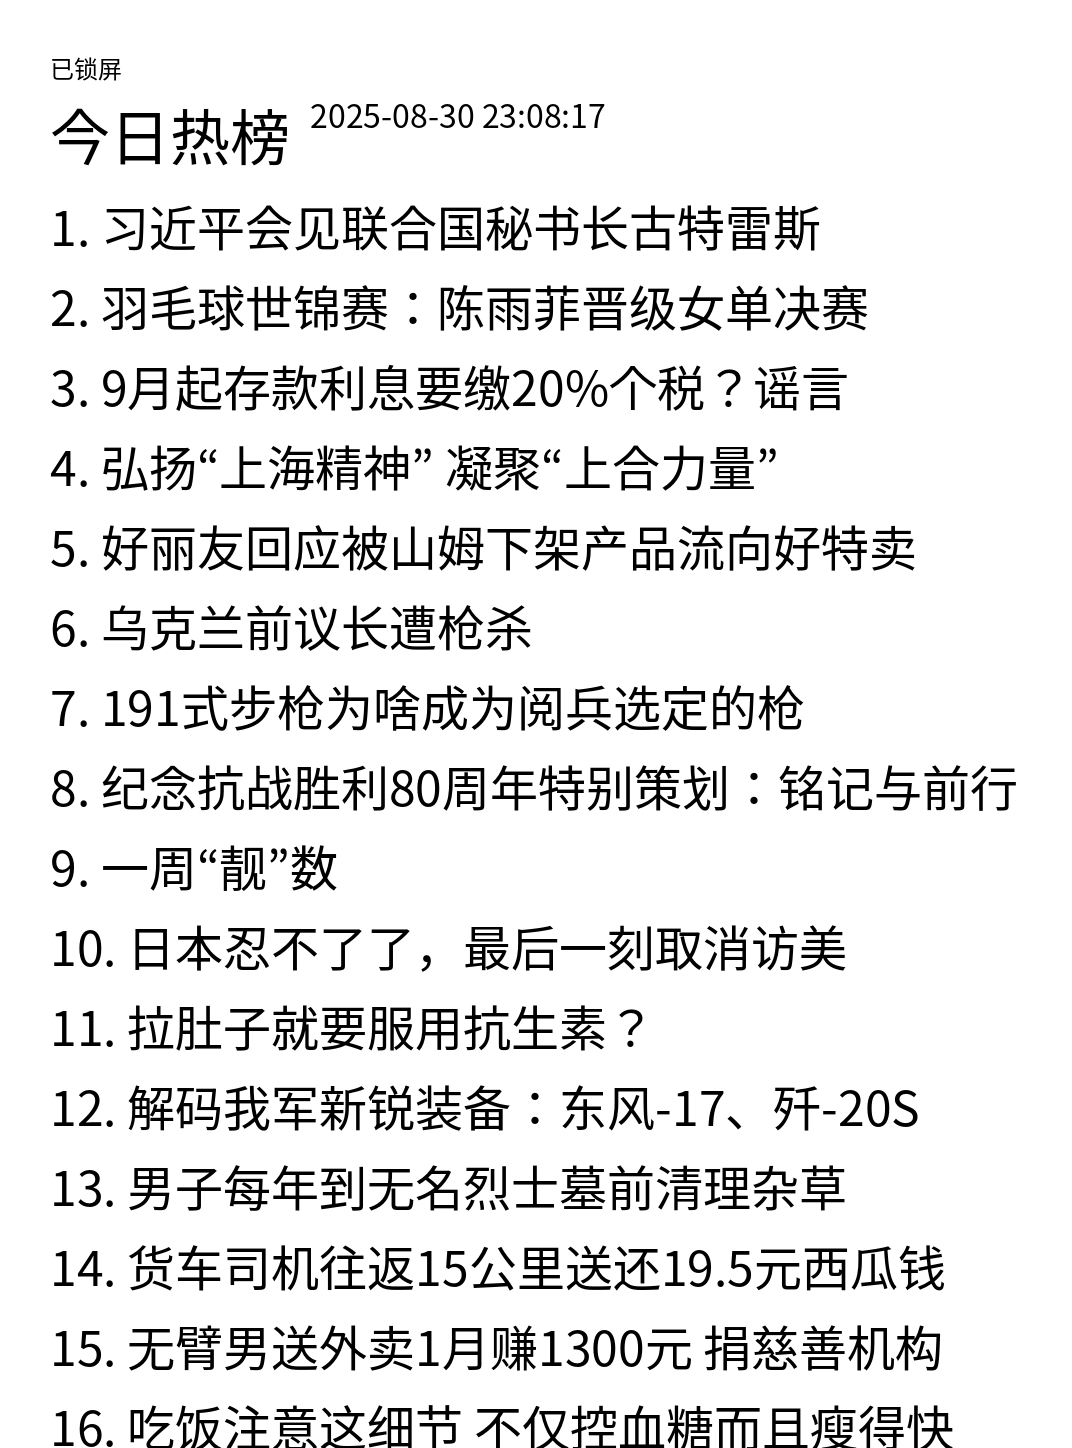 已锁屏
今日热榜 2025-08-30 23:08:17
1. 习近平会见联合国秘书长古特雷斯
2. 羽毛球世锦赛：陈雨菲晋级女单决赛
3. 9月起存款利息要缴20%个税？谣言
4. 弘扬“上海精神” 凝聚“上合力量”
5. 好丽友回应被山姆下架产品流向好特卖
6. 乌克兰前议长遭枪杀
7. 191式步枪为啥成为阅兵选定的枪
8. 纪念抗战胜利80周年特别策划：铭记与前行
9. 一周“靓”数
10. 日本忍不了了，最后一刻取消访美
11. 拉肚子就要服用抗生素？
12. 解码我军新锐装备：东风-17、歼-20S
13. 男子每年到无名烈士墓前清理杂草
14. 货车司机往返15公里送还19.5元西瓜钱
15. 无臂男送外卖1月赚1300元 捐慈善机构
16. 吃饭注意这细节 不仅控血糖而且瘦得快